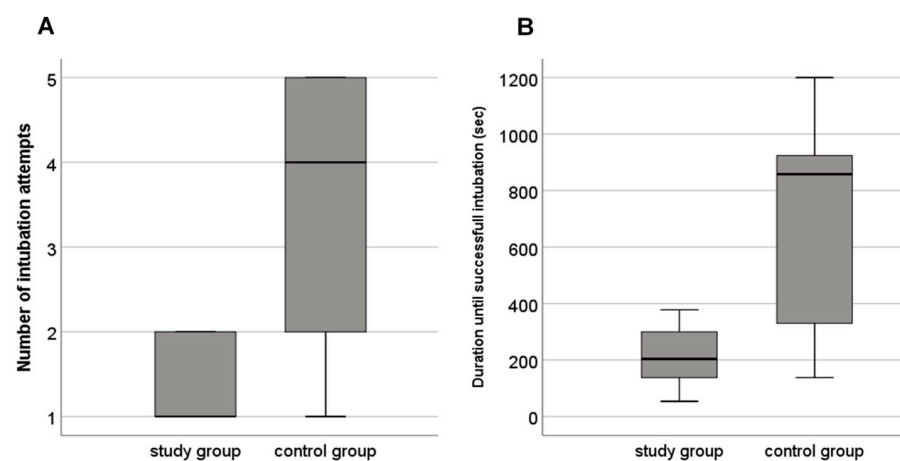 A
Number of intubation attempts
5
4
3
2
1
study group
control group
B
Duration until successfull intubation (sec)
1200
1000
800
600
400
200
0
study group
control group